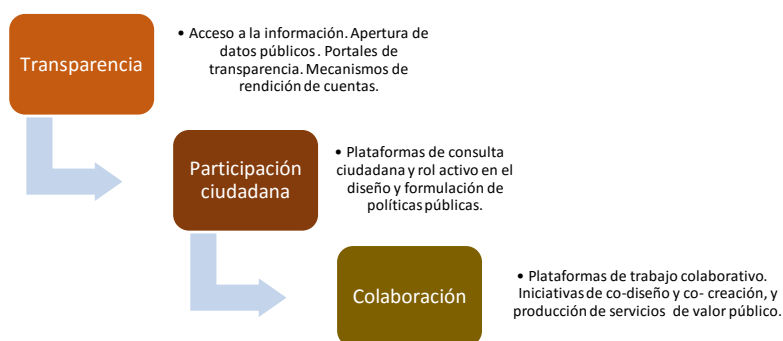 Transparencia
• Acceso a la información. Apertura de
datos públicos. Portales de
transparencia. Mecanismos de
rendición de cuentas.
Participación
ciudadana
• Plataformas de consulta
ciudadana y rol activo en el
diseño y formulación de
políticas públicas.
Colaboración
• Plataformas de trabajo colaborativo.
Iniciativas de co-diseño y co- creación, y
producción de servicios de valor público.